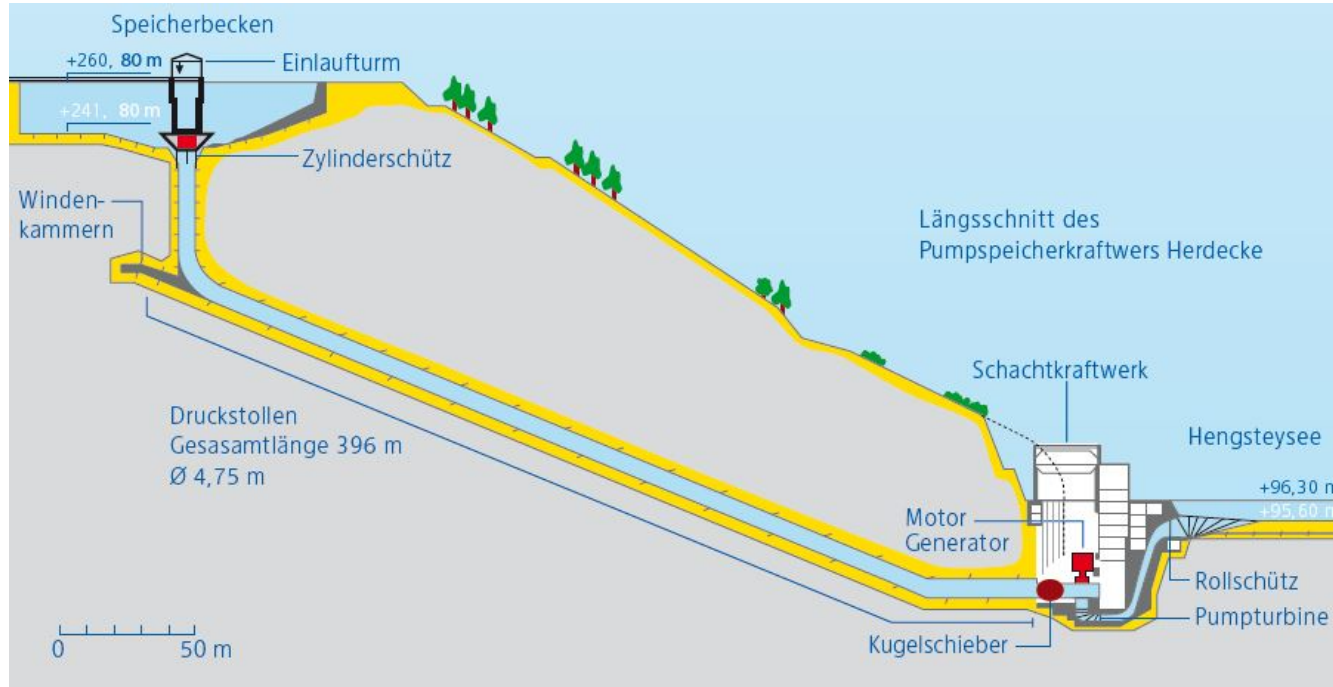 Speicherbecken
+260, 80 m
Einlaufturm
+241, 80 m
Zylinderschütz
Winden-
kammern
Längsschnitt des
Pumpspeicherkraftwers Herdecke
Druckstollen
Gesasamtlänge 396 m
Ø 4,75 m
Schachtkraftwerk
Hengsteysee
+96,30 m
+95,60 m
Motor
Generator
Rollschütz
Pumpturbine
Kugelschieber
0 50 m